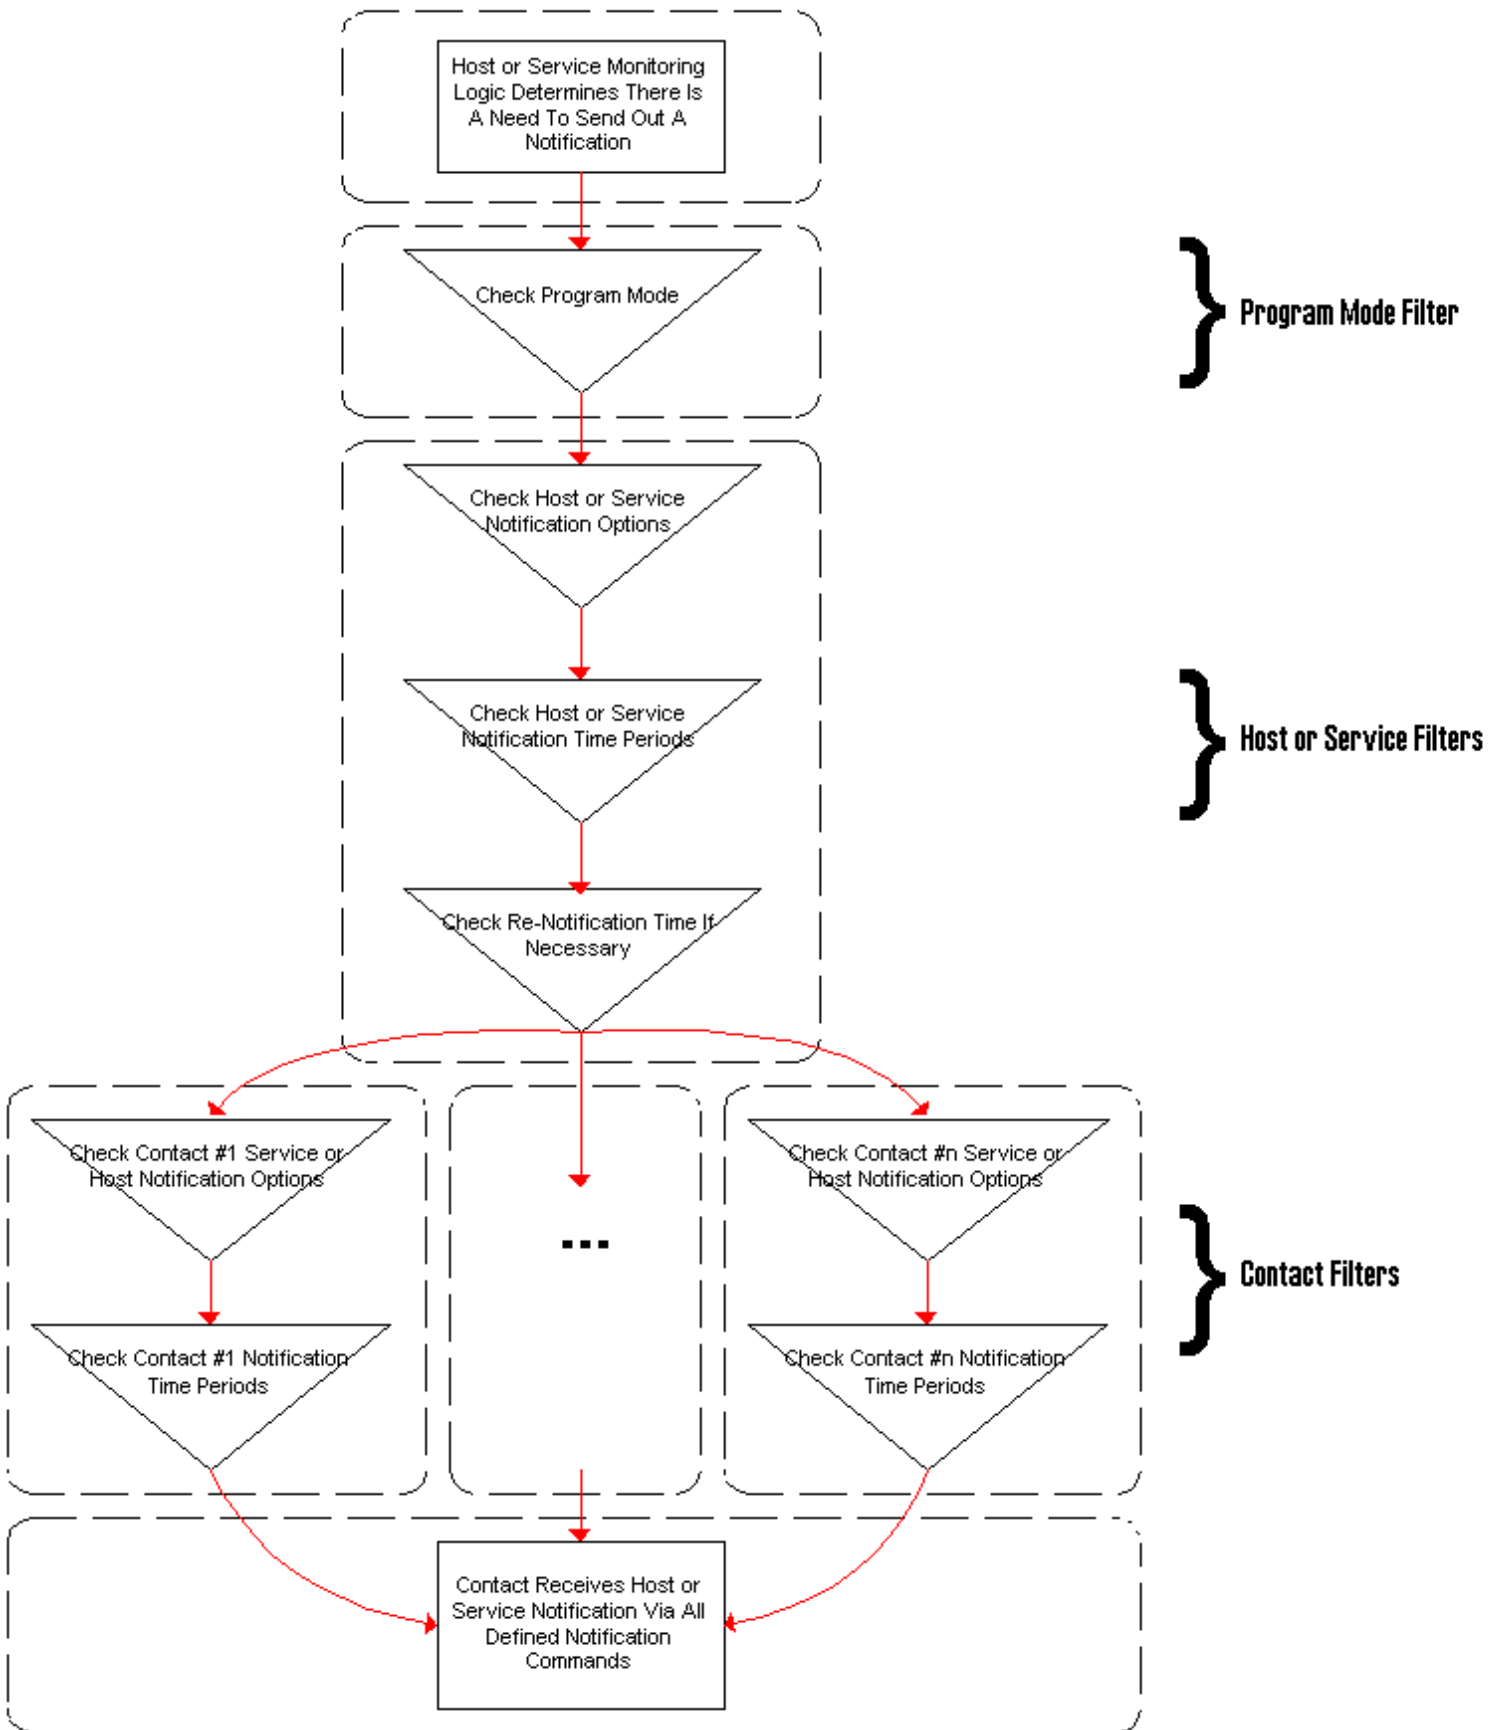 Host or Service Monitoring
Logic Determines There Is
A Need To Send Out A
Notification
Check Program Mode
Program Mode Filter
Check Host or Service
Notification Options
Check Host or Service
Notification Time Periods
Host or Service Filters
Check Re-Notification Time If
Necessary
Check Contact #1 Service or
Host Notification Options
...
Check Contact #n Service or
Host Notification Options
Contact Filters
Check Contact #1 Notification
Time Periods
Check Contact #n Notification
Time Periods
Contact Receives Host or
Service Notification Via All
Defined Notification
Commands